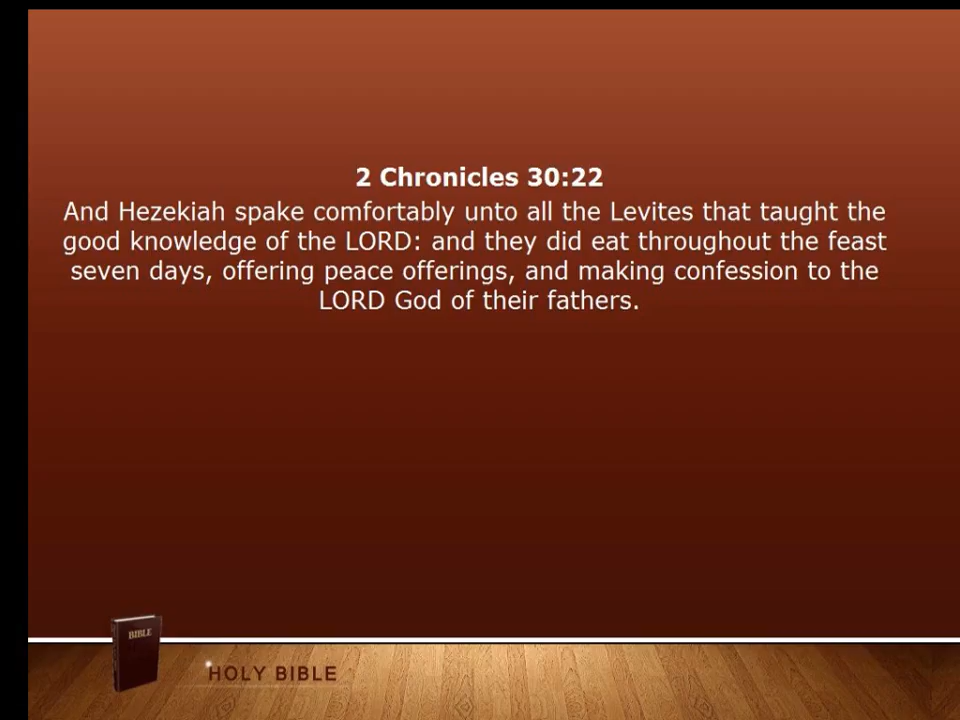 2 Chronicles 30:22
And Hezekiah spake comfortably unto all the Levites that taught the
good knowledge of the LORD: and they did eat throughout the feast
seven days, offering peace offerings, and making confession to the
LORD God of their fathers.
BIBLE
HOLY BIBLE